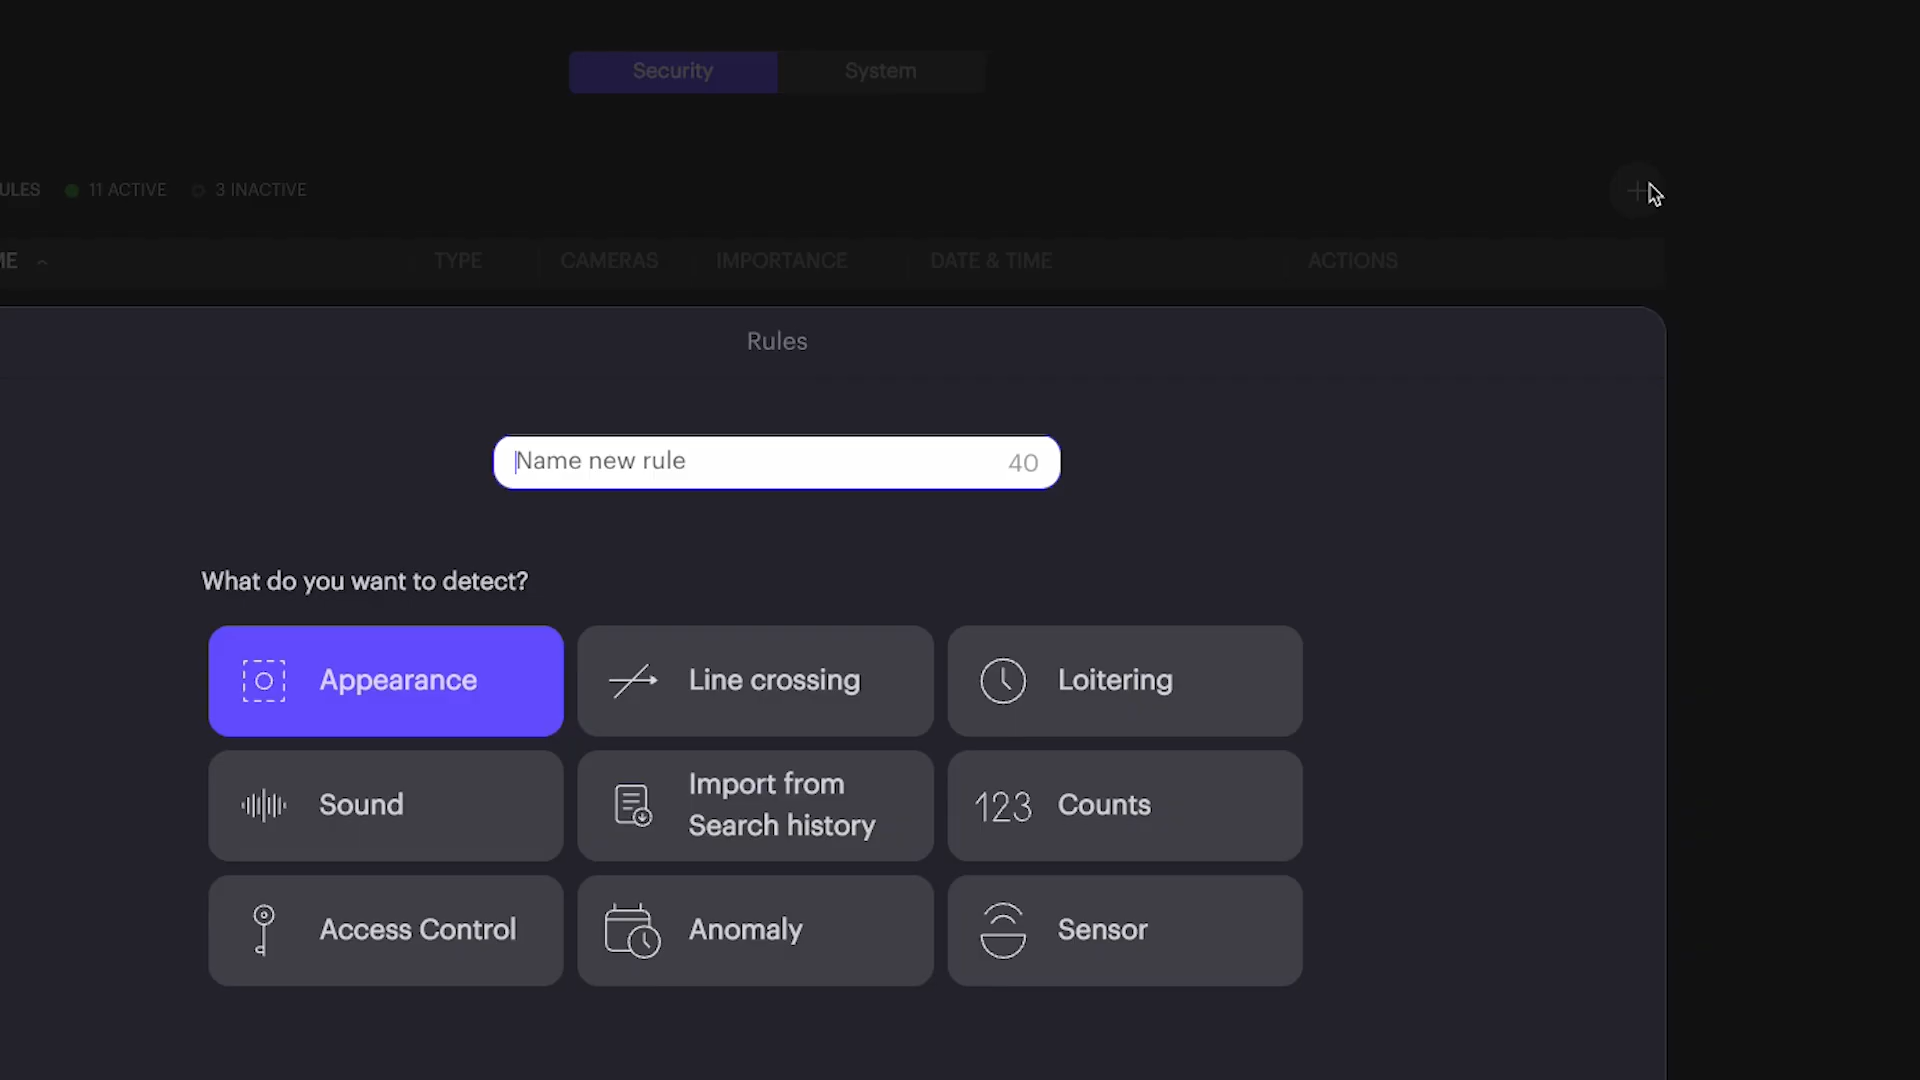 Security System
ULES 11 ACTIVE 3 INACTIVE
ME TYPE CAMERAS IMPORTANCE DATE & TIME ACTIONS
Rules
Name new rule 40
What do you want to detect?
Appearance Line crossing Loitering
Sound Import from
Search history 123 Counts
Access Control Anomaly Sensor